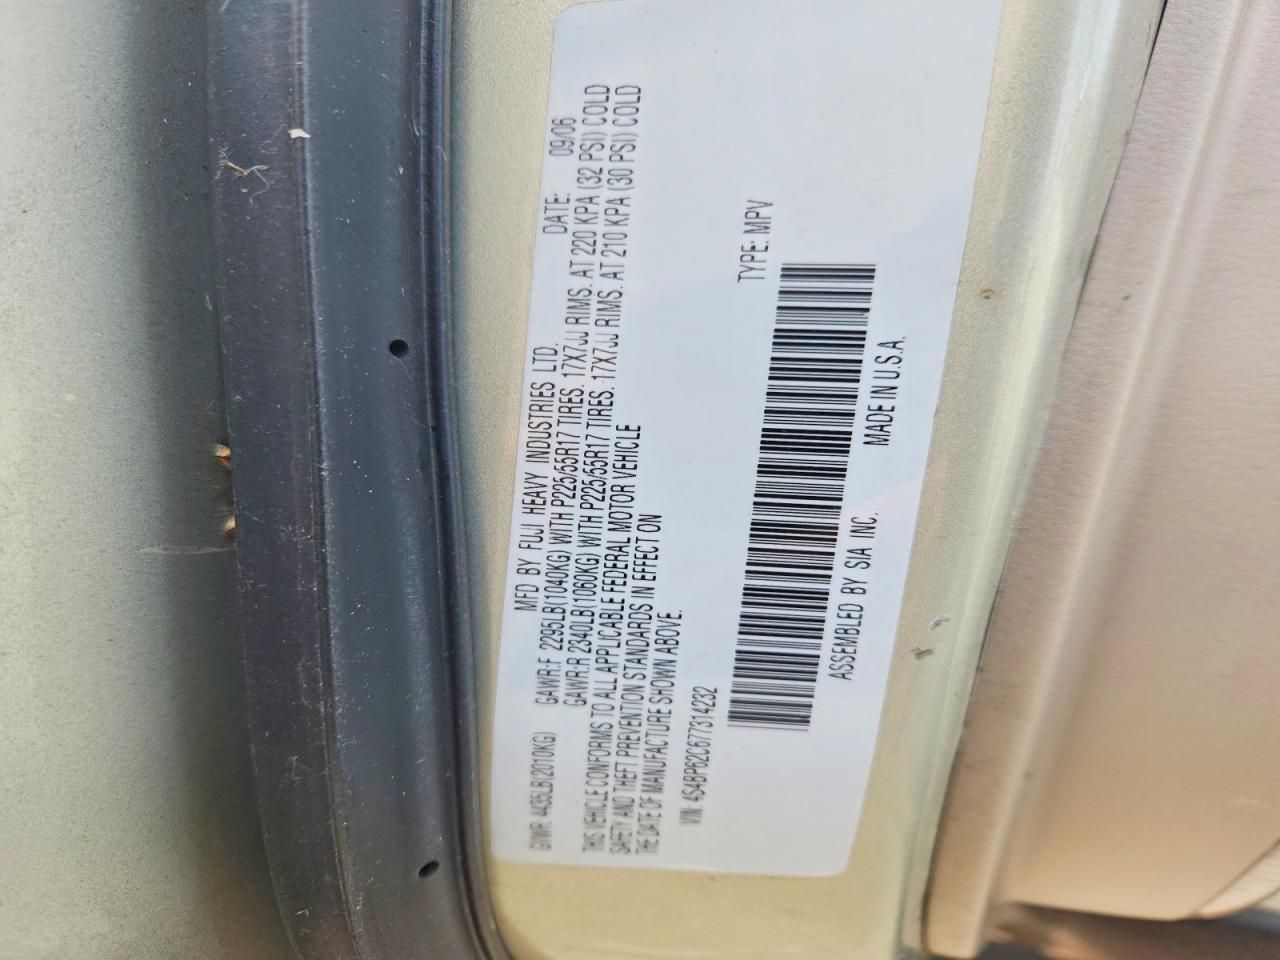 MFD BY FUJI HEAVY INDUSTRIES LTD. DATE: 09/06
GVWR: 4435LB(2010KG) GAWR:F 2295LB(1040KG) WITH P225/55R17 TIRES. 17X7JJ RIMS. AT 220 KPA (32 PSI) COLD
GAWR:R 2340LB(1060KG) WITH P225/55R17 TIRES. 17X7JJ RIMS. AT 210 KPA (30 PSI) COLD
THIS VEHICLE CONFORMS TO ALL APPLICABLE FEDERAL MOTOR VEHICLE
SAFETY AND THEFT PREVENTION STANDARDS IN EFFECT ON
THE DATE OF MANUFACTURE SHOWN ABOVE.
VIN: 4S4BP62C677314232 TYPE: MPV
ASSEMBLED BY SIA INC. MADE IN U.S.A.